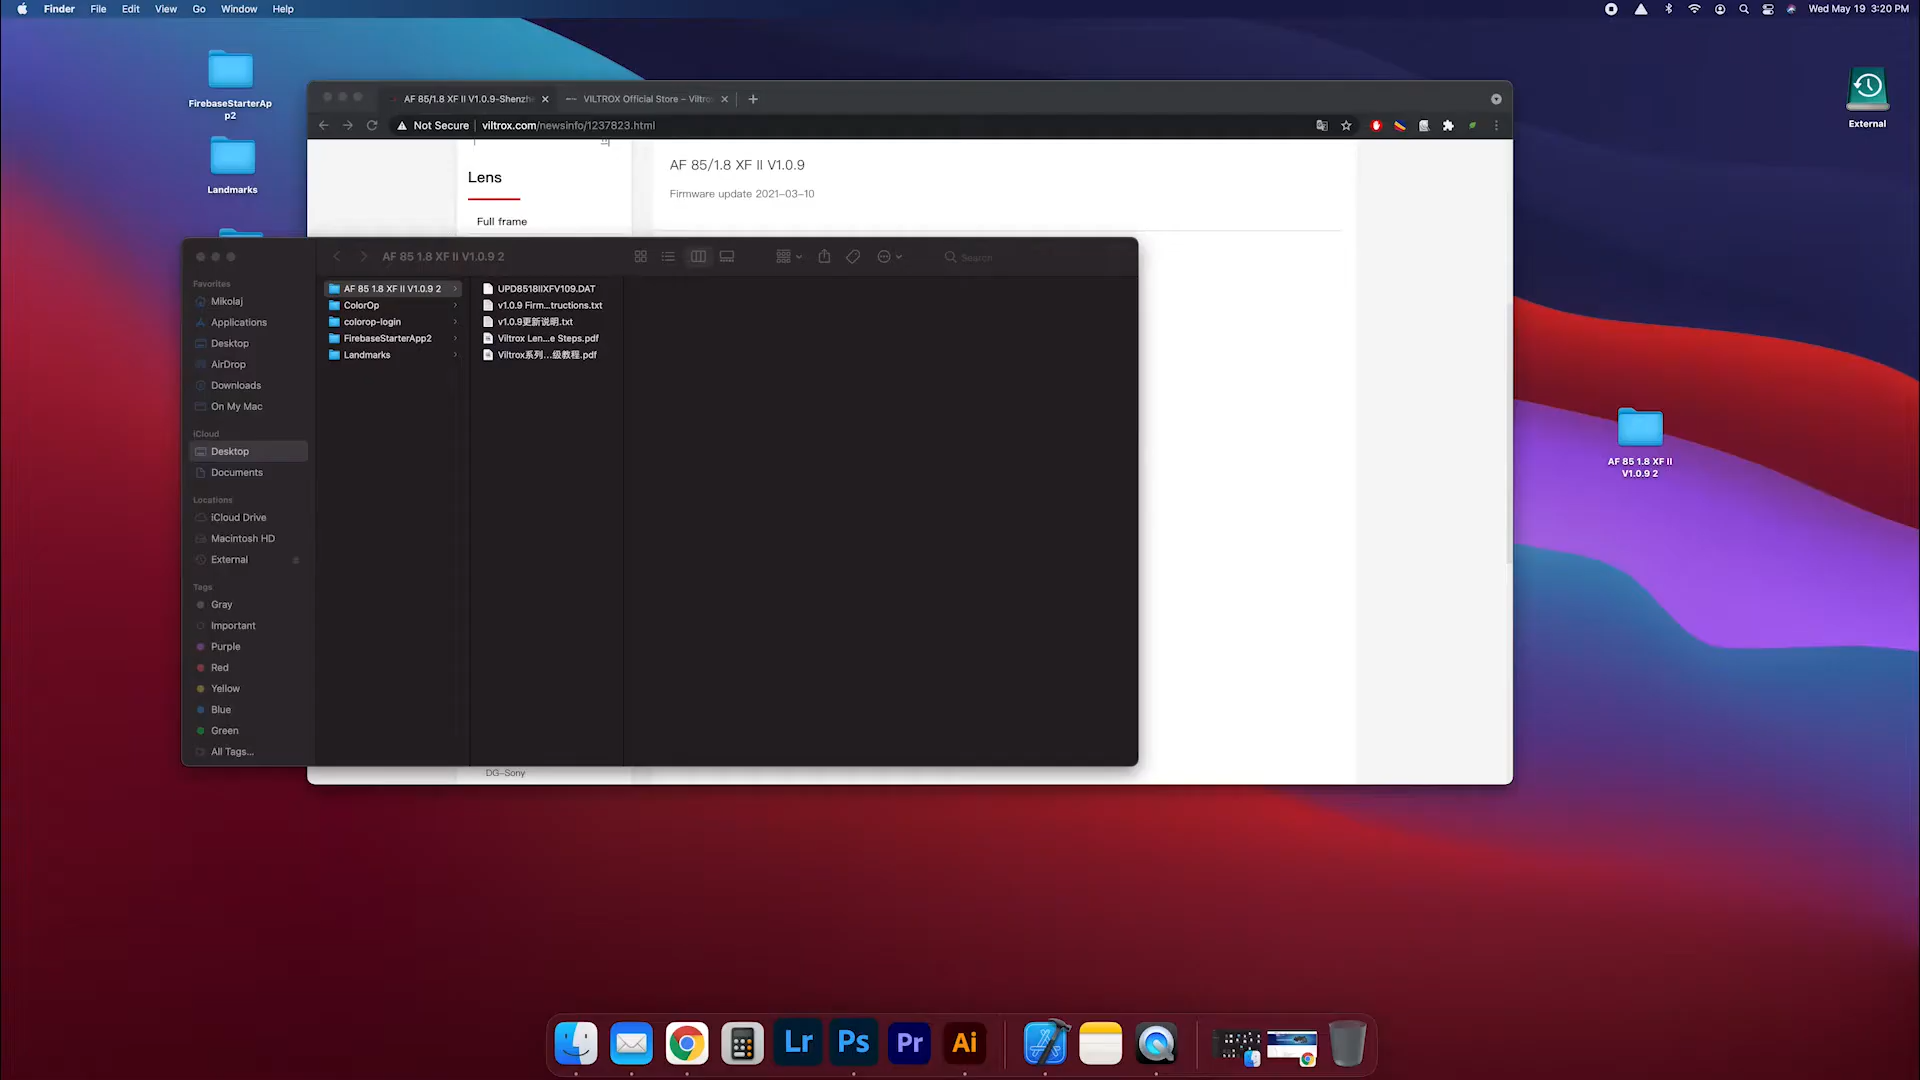 Finder File Edit View Go Window Help
Wed May 19 3:20 PM
FirebaseStarterAp
p2
Landmarks
External
AF 85/1.8 XF II V1.0.9-Shenzhe
VILTROX Official Store – Viltrox
Not Secure viltrox.com/newsinfo/1237823.html
Lens
Full frame
AF 85/1.8 XF II V1.0.9
Firmware update 2021-03-10
AF 85 1.8 XF II V1.0.9 2
Search
Favorites
Mikolaj
Applications
Desktop
AirDrop
Downloads
On My Mac
iCloud
Desktop
Documents
Locations
iCloud Drive
Macintosh HD
External
Tags
Gray
Important
Purple
Red
Yellow
Blue
Green
All Tags...
AF 85 1.8 XF II V1.0.9 2
ColorOp
colorop-login
FirebaseStarterApp2
Landmarks
UPD8518IIXFV109.DAT
v1.0.9 Firm...tructions.txt
v1.0.9更新说明.txt
Viltrox Len...e Steps.pdf
Viltrox系列...级教程.pdf
DG-Sony
AF 85 1.8 XF II
V1.0.9 2
Lr
Ps
Pr
Ai